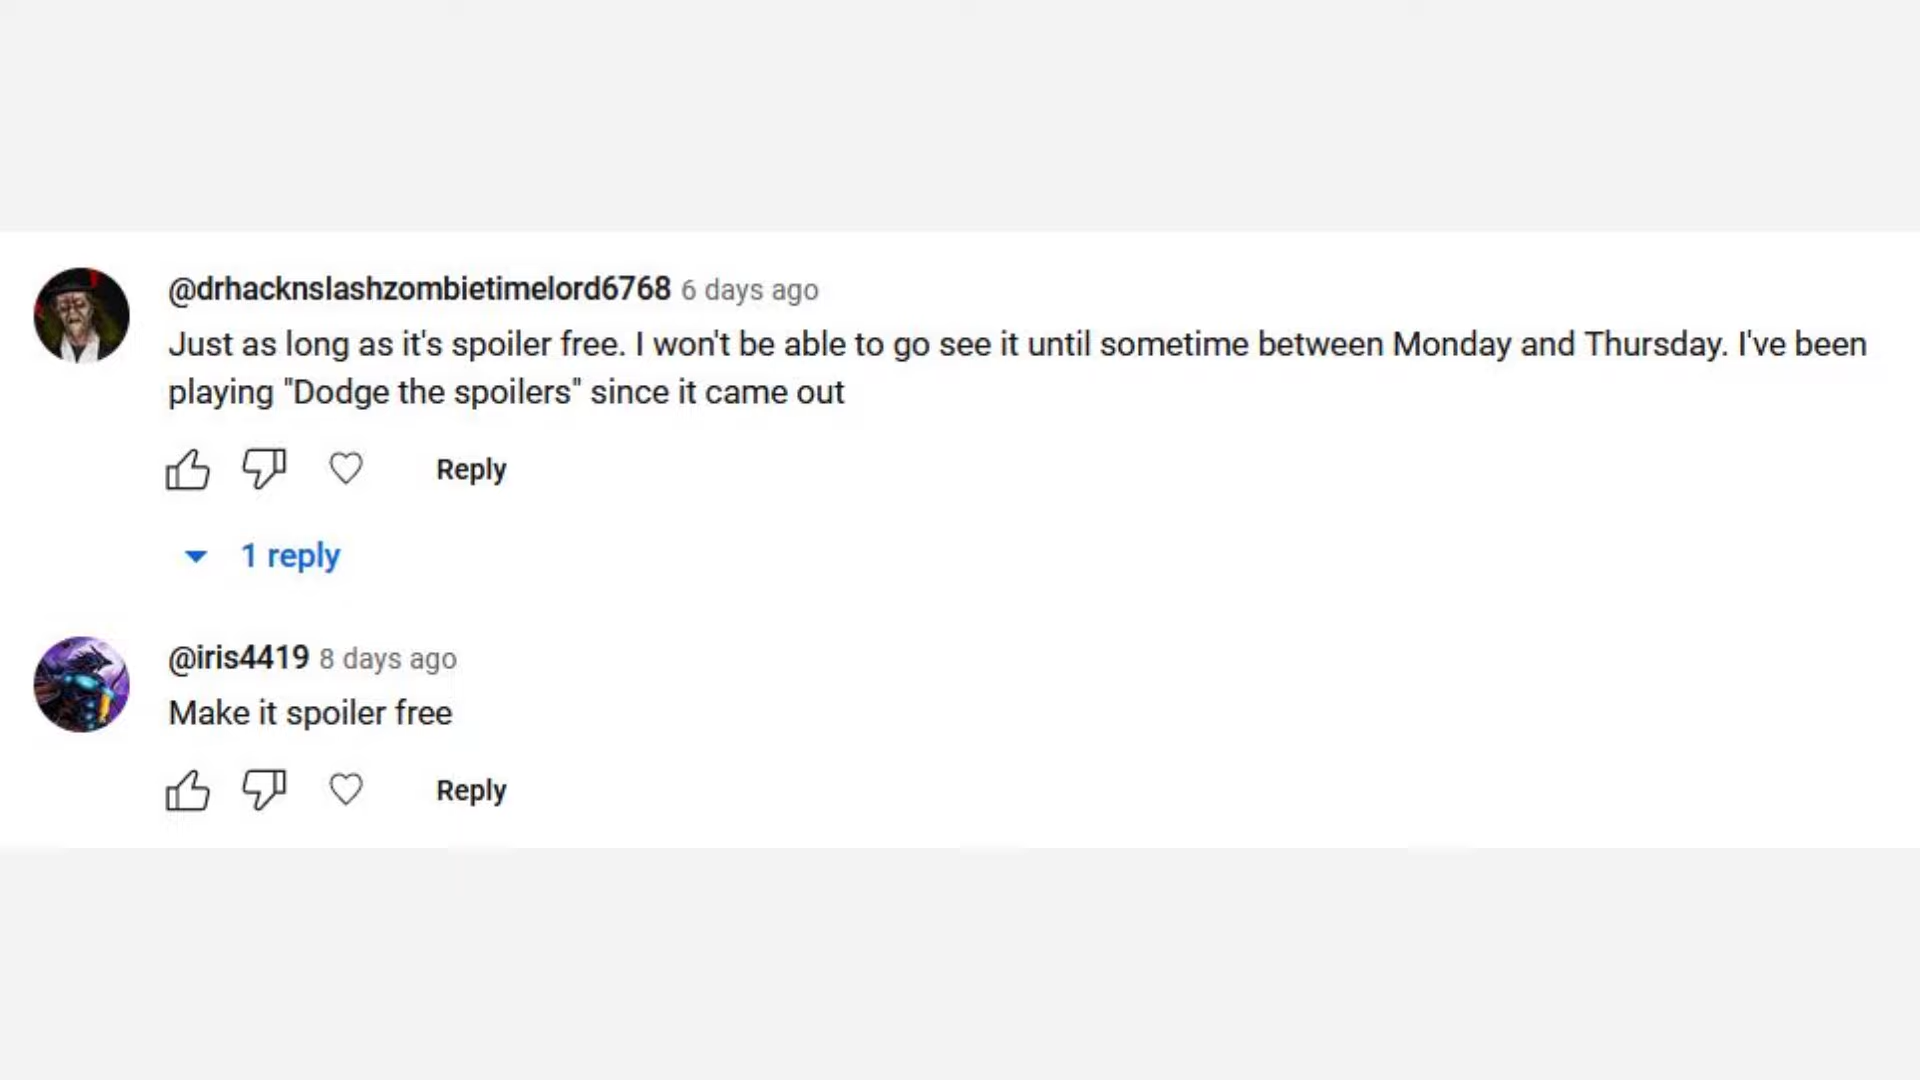 @drhacknslashzombietimelord6768 6 days ago
Just as long as it's spoiler free. I won't be able to go see it until sometime between Monday and Thursday. I've been
playing "Dodge the spoilers" since it came out
Reply
1 reply
@iris4419 8 days ago
Make it spoiler free
Reply